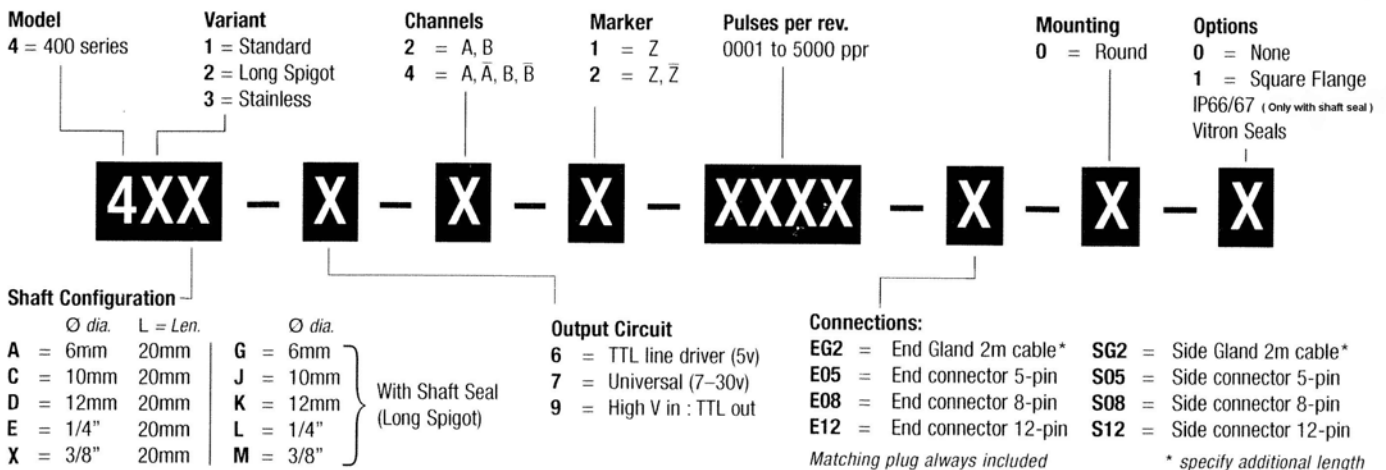 Model
4 = 400 series
Variant
1 = Standard
2 = Long Spigot
3 = Stainless
Channels
2 = A, B
4 = A, A̅, B, B̅
Marker
1 = Z
2 = Z, Z̅
Pulses per rev.
0001 to 5000 ppr
Mounting
0 = Round
Options
0 = None
1 = Square Flange
IP66/67 ( Only with shaft seal )
Vitron Seals
4XX – X – X – X – XXXX – X – X – X
Shaft Configuration
Ø dia. L = Len. Ø dia.
A = 6mm 20mm G = 6mm
C = 10mm 20mm J = 10mm
D = 12mm 20mm K = 12mm
E = 1/4" 20mm L = 1/4"
X = 3/8" 20mm M = 3/8"
With Shaft Seal
(Long Spigot)
Output Circuit
6 = TTL line driver (5v)
7 = Universal (7–30v)
9 = High V in : TTL out
Connections:
EG2 = End Gland 2m cable* SG2 = Side Gland 2m cable*
E05 = End connector 5-pin S05 = Side connector 5-pin
E08 = End connector 8-pin S08 = Side connector 8-pin
E12 = End connector 12-pin S12 = Side connector 12-pin
Matching plug always included * specify additional length